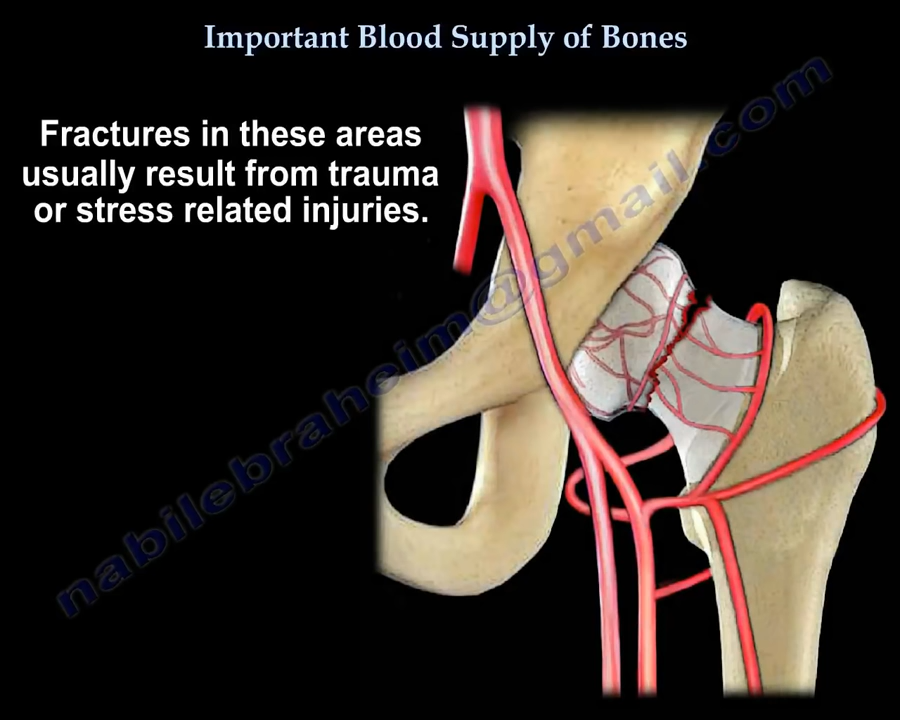 Important Blood Supply of Bones
Fractures in these areas
usually result from trauma
or stress related injuries.
nabilebraheim@gmail.com